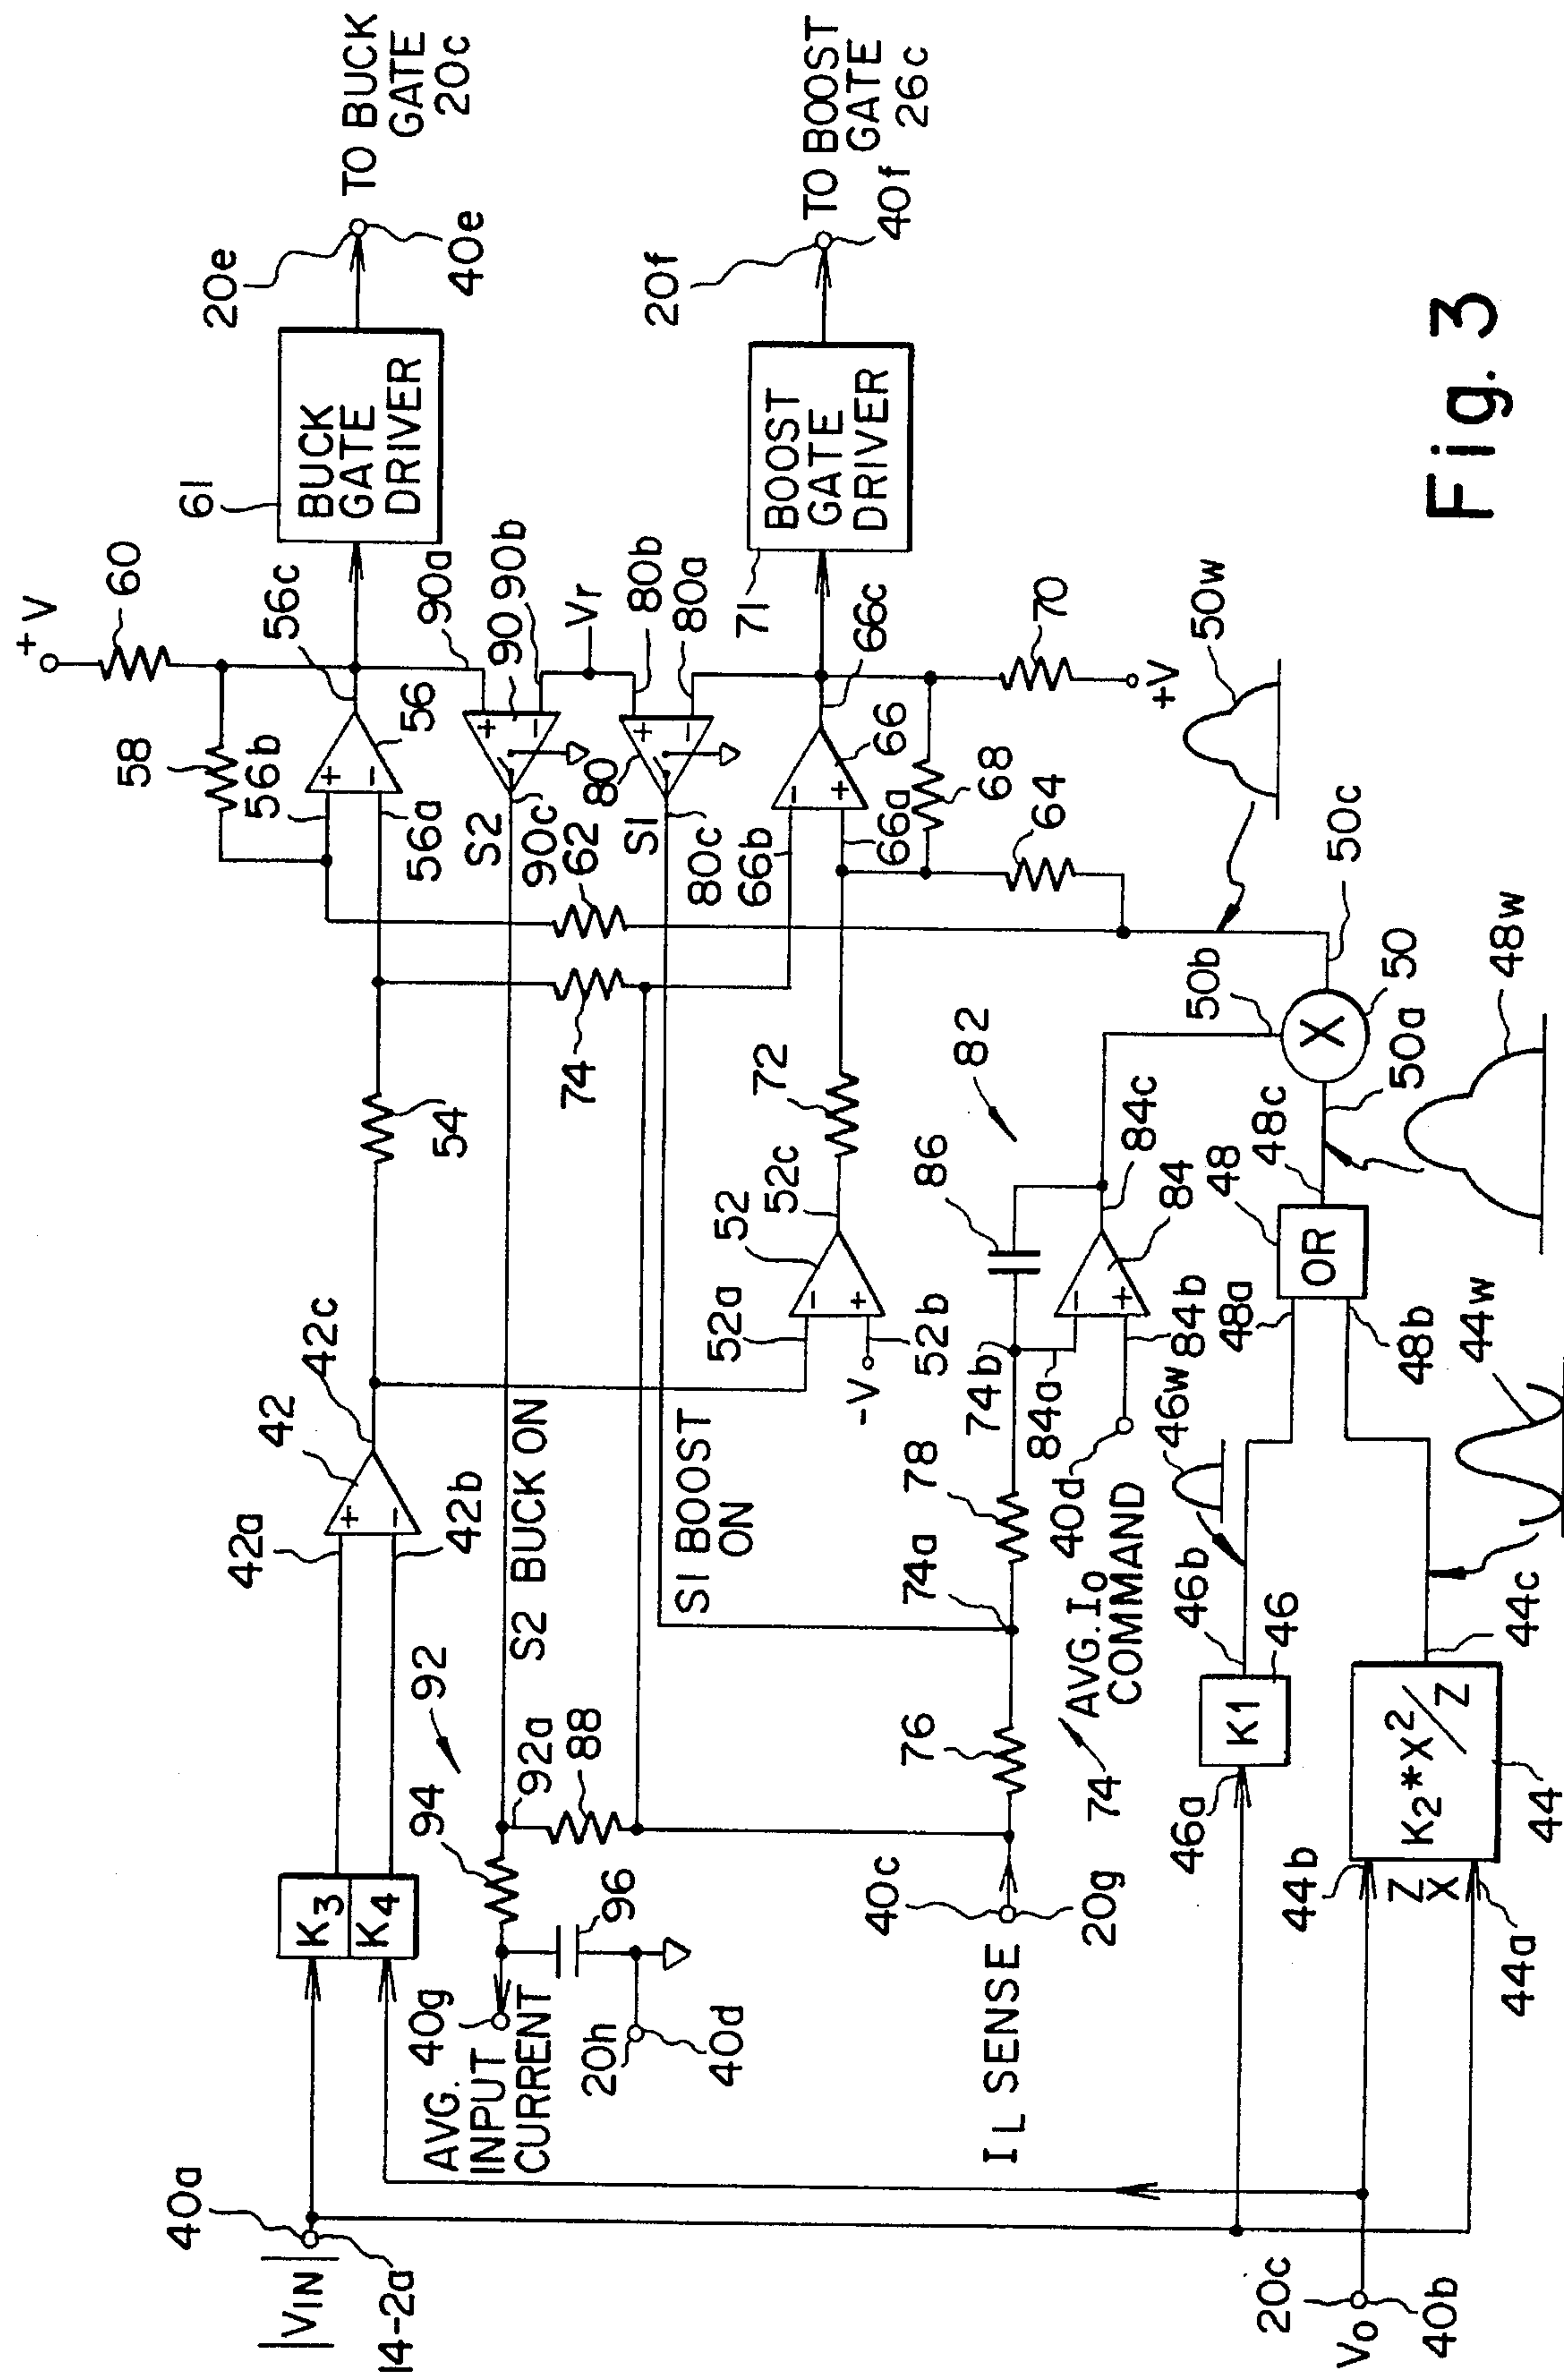 |VIN|
40a
14-2a
K3
K4
42a
42
42c
42b
54
58
56b
56a
+V
60
56c
56
90a
61
BUCK
GATE
DRIVER
20e
40e
TO BUCK
GATE
20c
AVG.
INPUT
CURRENT
40g
94
92
92a
88
96
20h
40d
S2 BUCK ON
S1 BOOST
ON
74
62
S2
90c
90
90b
+
-
Vr
80
S1
80c
80b
80a
66b
66a
66
66c
71
BOOST
GATE
DRIVER
20f
40f
TO BOOST
GATE
26c
52a
52
52c
-V
52b
72
68
64
70
+V
IL SENSE
40c
20g
76
74
74a
78
74b
84a
86
82
84c
84
84b
40d
AVG. Io
COMMAND
50b
50w
46a
K1
46
46b
46w
48a
48
OR
48c
48b
X
50
50a
50c
48w
Vo
20c
40b
44b
Z
X
44a
K2*X2/Z
44
44c
44w
Fig. 3